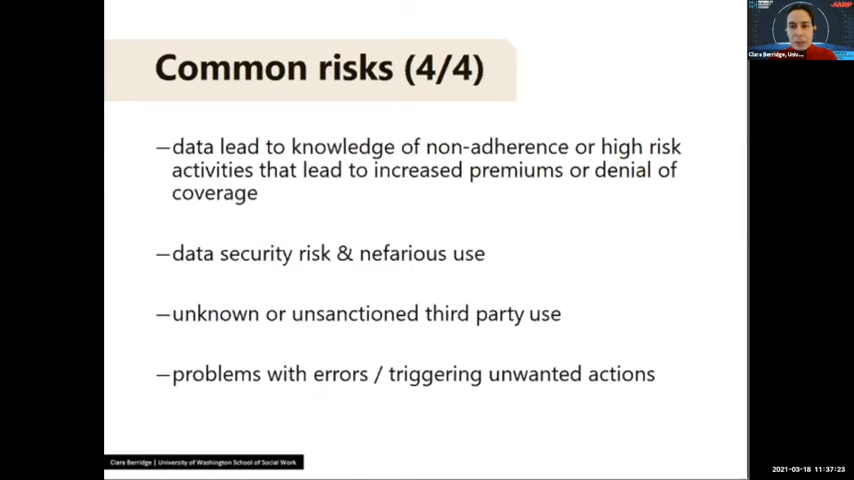 Common risks (4/4)
—data lead to knowledge of non-adherence or high risk
activities that lead to increased premiums or denial of
coverage
—data security risk & nefarious use
—unknown or unsanctioned third party use
—problems with errors / triggering unwanted actions
Clara Berridge | University of Washington School of Social Work
AARP
Clara Berridge, Univ...
2021-03-18 11:37:23